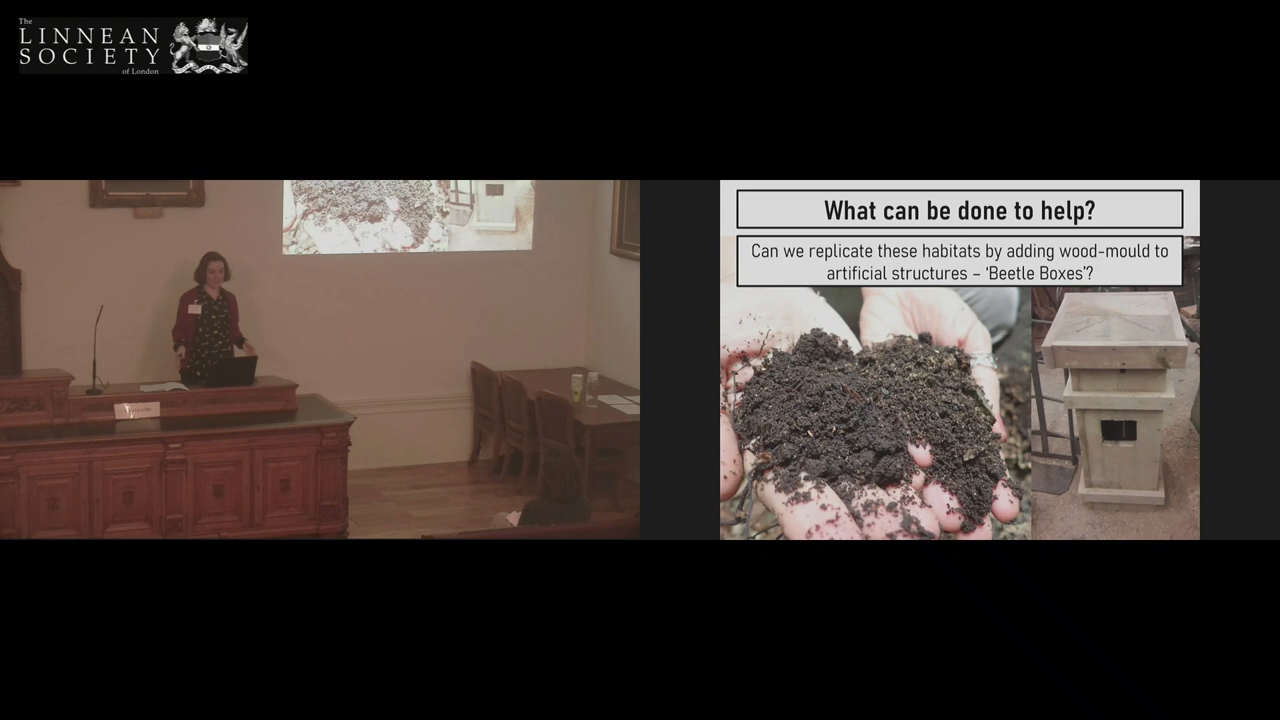 The
LINNEAN
SOCIETY
of London
What can be done to help?
Can we replicate these habitats by adding wood-mould to
artificial structures – ‘Beetle Boxes’?